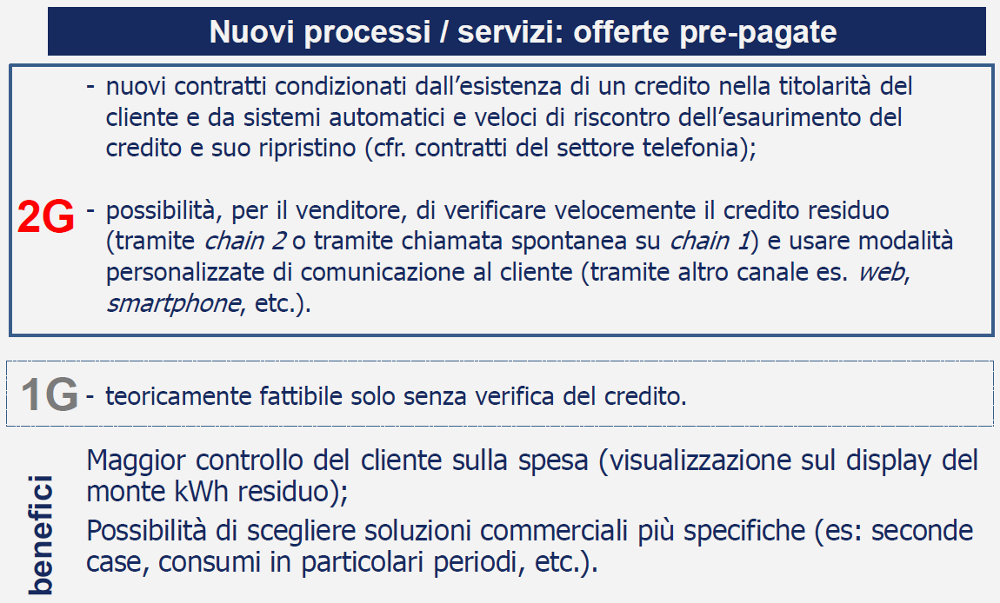 Nuovi processi / servizi: offerte pre-pagate
- nuovi contratti condizionati dall’esistenza di un credito nella titolarità del
cliente e da sistemi automatici e veloci di riscontro dell’esaurimento del
credito e suo ripristino (cfr. contratti del settore telefonia);
2G
- possibilità, per il venditore, di verificare velocemente il credito residuo
(tramite chain 2 o tramite chiamata spontanea su chain 1) e usare modalità
personalizzate di comunicazione al cliente (tramite altro canale es. web,
smartphone, etc.).
1G
- teoricamente fattibile solo senza verifica del credito.
benefici
Maggior controllo del cliente sulla spesa (visualizzazione sul display del
monte kWh residuo);
Possibilità di scegliere soluzioni commerciali più specifiche (es: seconde
case, consumi in particolari periodi, etc.).